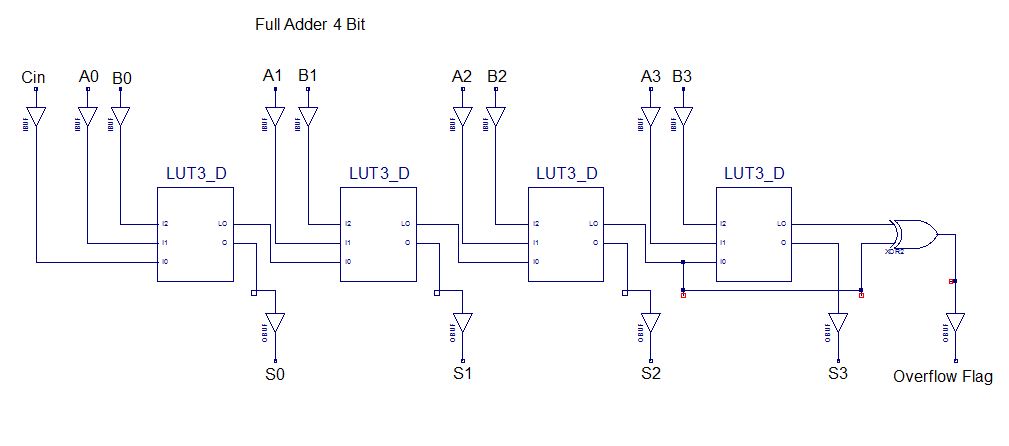 Full Adder 4 Bit
Cin A0 B0 A1 B1 A2 B2 A3 B3
IBUF IBUF IBUF IBUF IBUF IBUF IBUF IBUF IBUF
LUT3_D LUT3_D LUT3_D LUT3_D
I2 LO I2 LO I2 LO I2 LO
I1 O I1 O I1 O I1 O
I0 I0 I0 I0
XOR2
OBUF OBUF OBUF OBUF OBUF
S0 S1 S2 S3 Overflow Flag